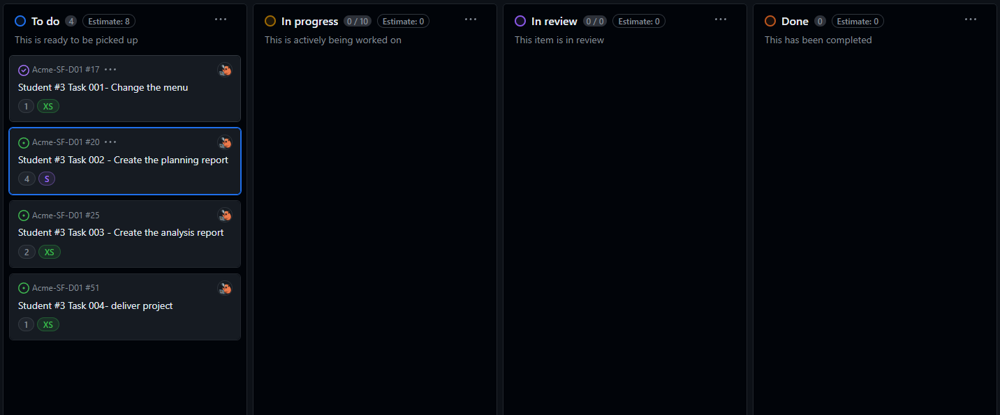 To do 4 Estimate: 8
This is ready to be picked up
Acme-SF-D01 #17
Student #3 Task 001- Change the menu
1 XS
Acme-SF-D01 #20
Student #3 Task 002 - Create the planning report
4 S
Acme-SF-D01 #25
Student #3 Task 003 - Create the analysis report
2 XS
Acme-SF-D01 #51
Student #3 Task 004- deliver project
1 XS
In progress 0 / 10 Estimate: 0
This is actively being worked on
In review 0 / 0 Estimate: 0
This item is in review
Done 0 Estimate: 0
This has been completed